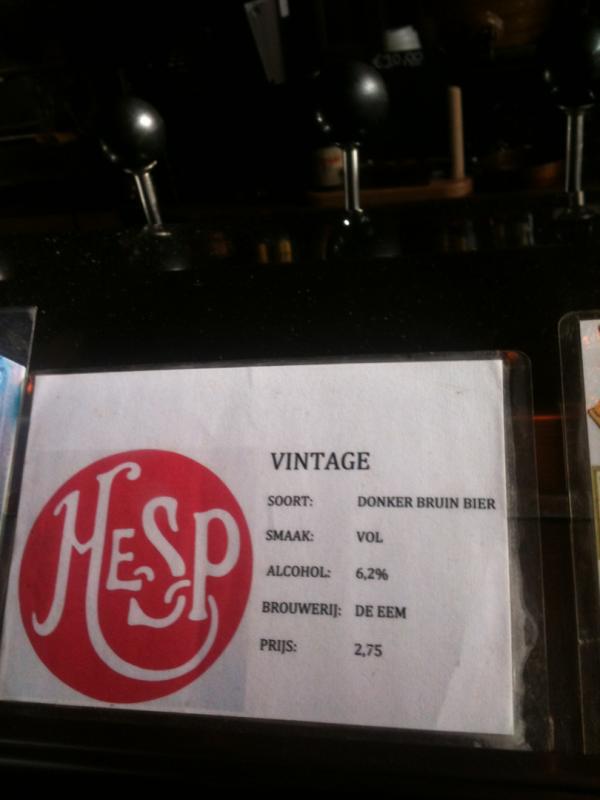 HESP
VINTAGE
SOORT: DONKER BRUIN BIER
SMAAK: VOL
ALCOHOL: 6,2%
BROUWERIJ: DE EEM
PRIJS: 2,75